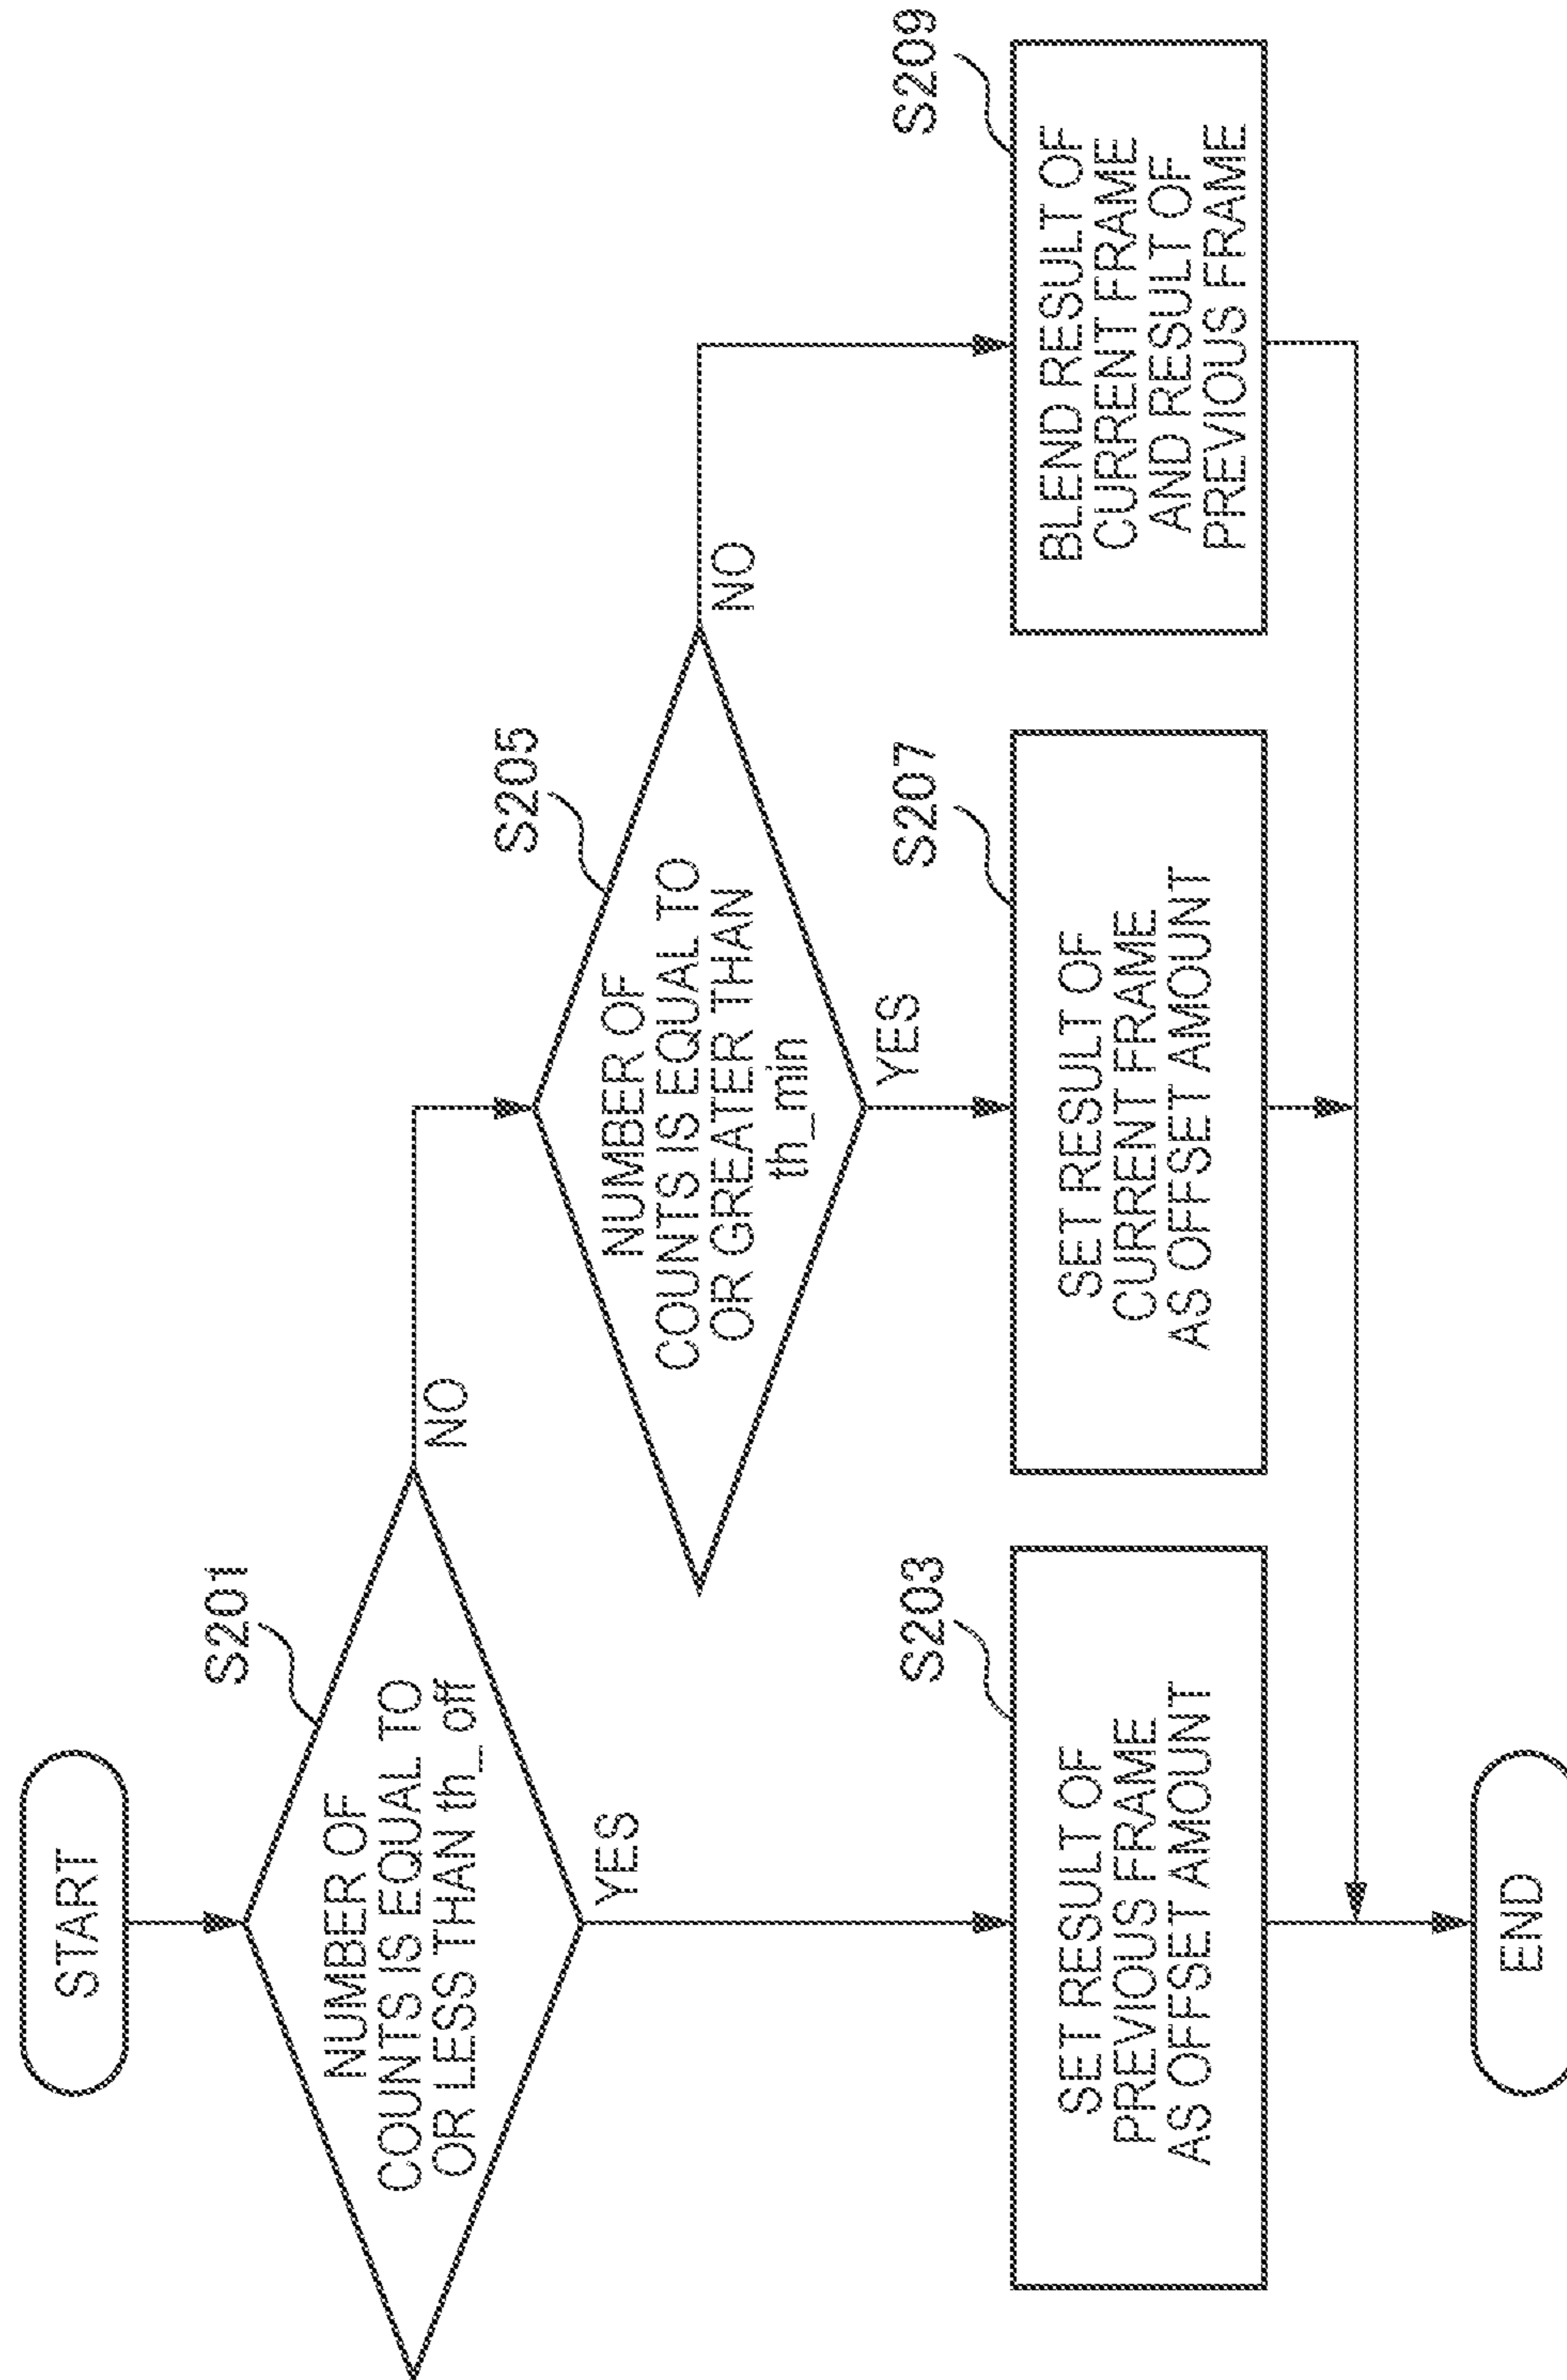 START
S201
NUMBER OF
COUNTS IS EQUAL TO
OR LESS THAN th_off
NO
YES
S205
NUMBER OF
COUNTS IS EQUAL TO
OR GREATER THAN
th_min
NO
YES
S203
SET RESULT OF
PREVIOUS FRAME
AS OFFSET AMOUNT
S207
SET RESULT OF
CURRENT FRAME
AS OFFSET AMOUNT
S209
BLEND RESULT OF
CURRENT FRAME
AND RESULT OF
PREVIOUS FRAME
END